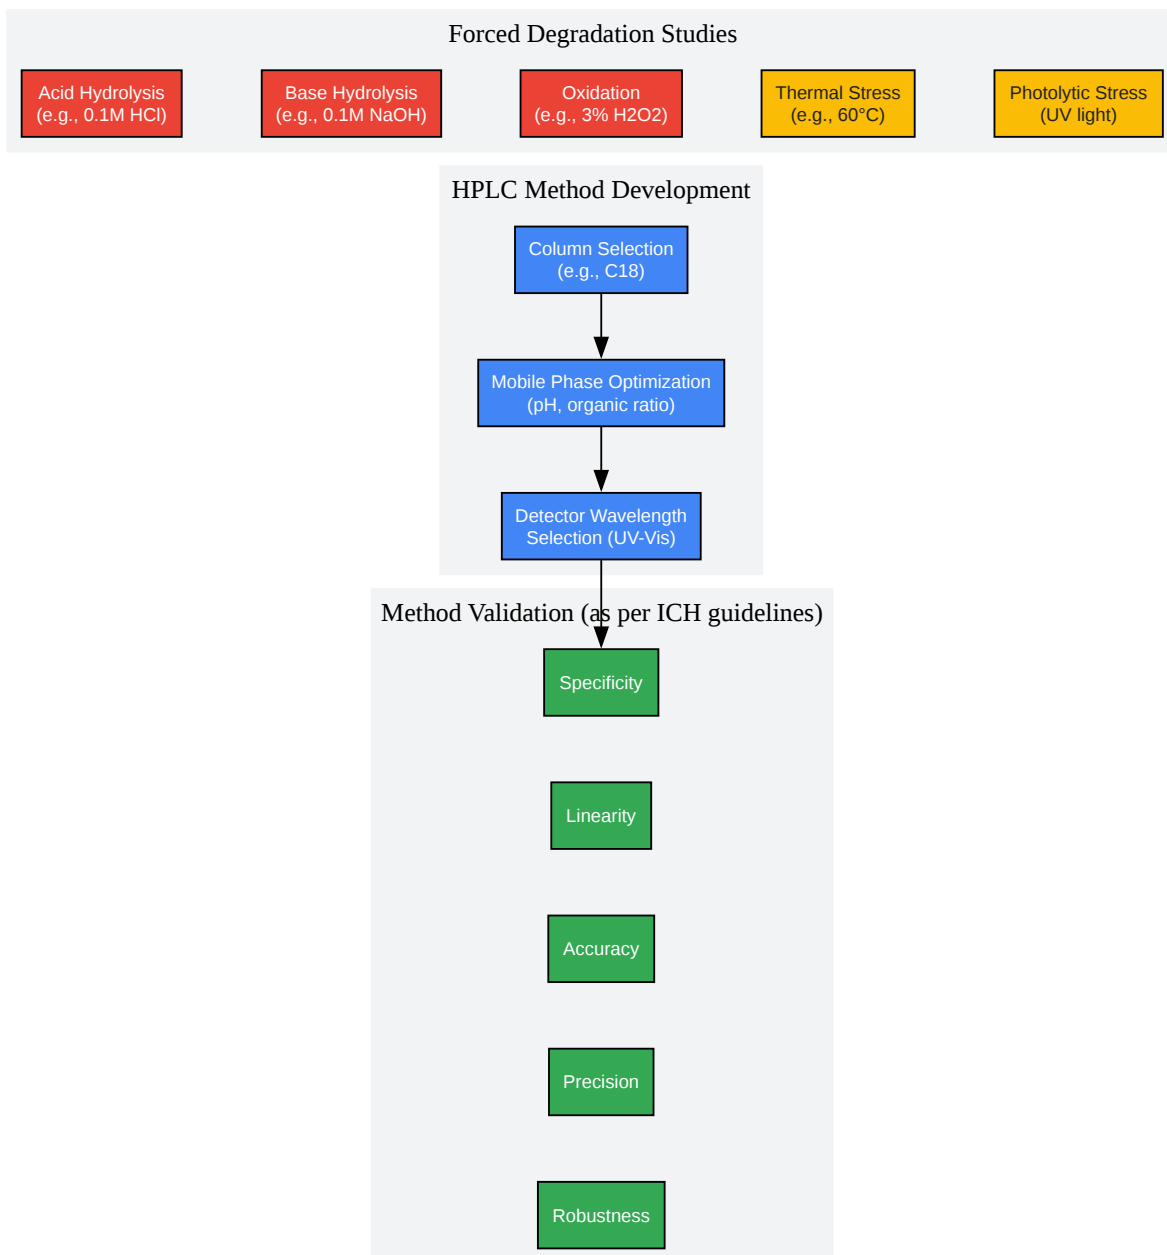 Forced Degradation Studies
Acid Hydrolysis
(e.g., 0.1M HCl)
Base Hydrolysis
(e.g., 0.1M NaOH)
Oxidation
(e.g., 3% H2O2)
Thermal Stress
(e.g., 60°C)
Photolytic Stress
(UV light)
HPLC Method Development
Column Selection
(e.g., C18)
Mobile Phase Optimization
(pH, organic ratio)
Detector Wavelength
Selection (UV-Vis)
Method Validation (as per ICH guidelines)
Specificity
Linearity
Accuracy
Precision
Robustness